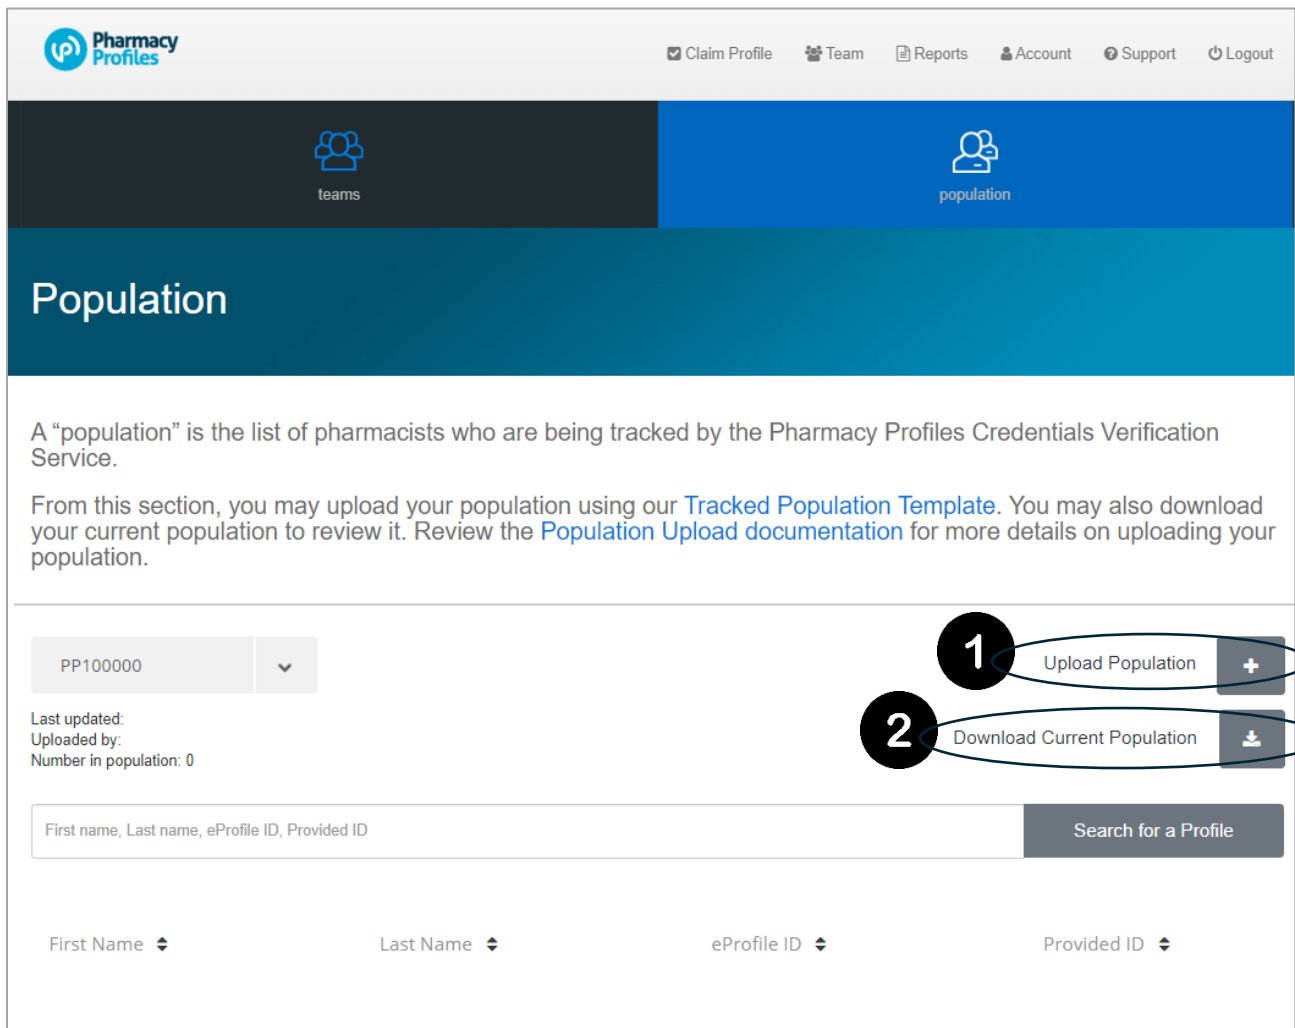 Pharmacy
Profiles
Claim Profile Team Reports Account Support Logout
teams
population
Population
A “population” is the list of pharmacists who are being tracked by the Pharmacy Profiles Credentials Verification
Service.
From this section, you may upload your population using our Tracked Population Template. You may also download
your current population to review it. Review the Population Upload documentation for more details on uploading your
population.
PP100000
1 Upload Population
Last updated:
Uploaded by:
Number in population: 0
2 Download Current Population
First name, Last name, eProfile ID, Provided ID
Search for a Profile
First Name Last Name eProfile ID Provided ID